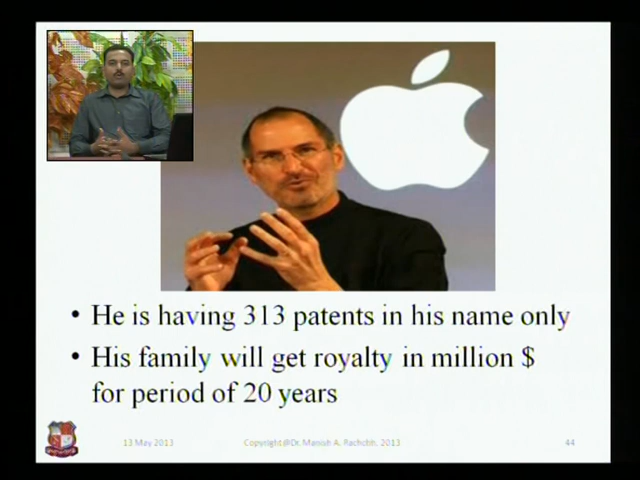 • He is having 313 patents in his name only
• His family will get royalty in million $
for period of 20 years
13 May 2013 Copyright@Dr. Manish A. Rachchh, 2013 44